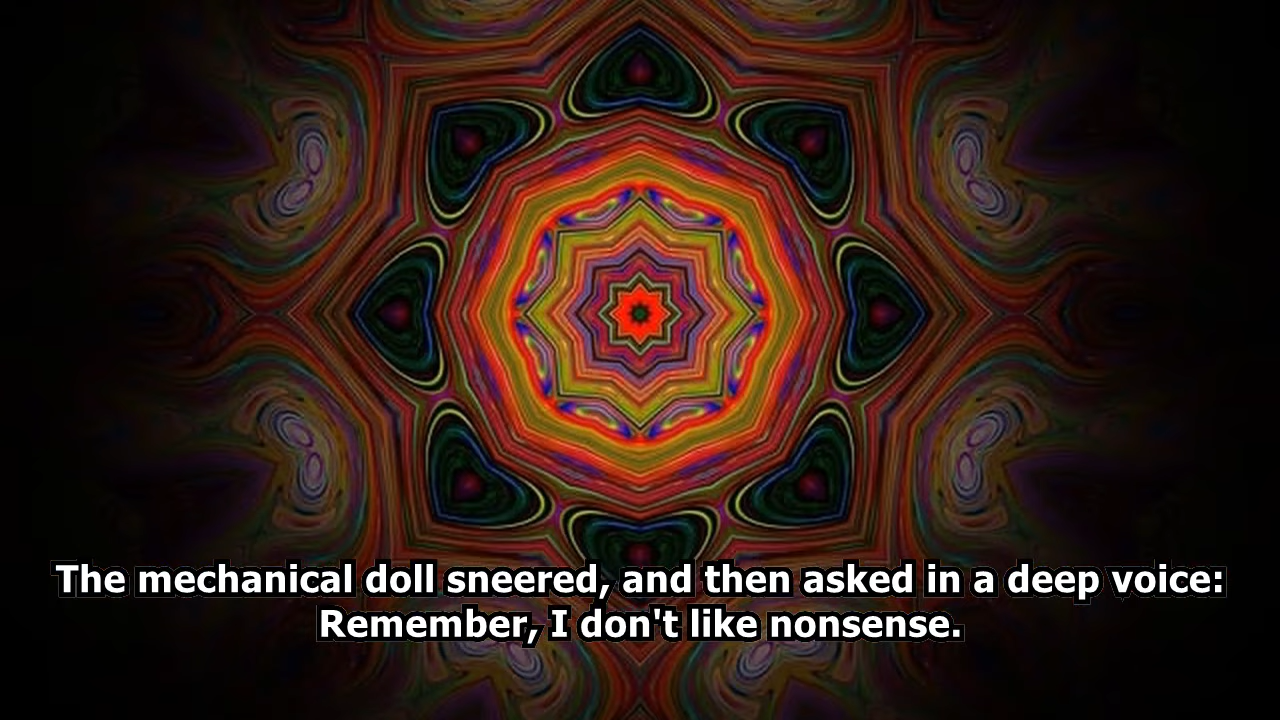 The mechanical doll sneered, and then asked in a deep voice:
Remember, I don't like nonsense.